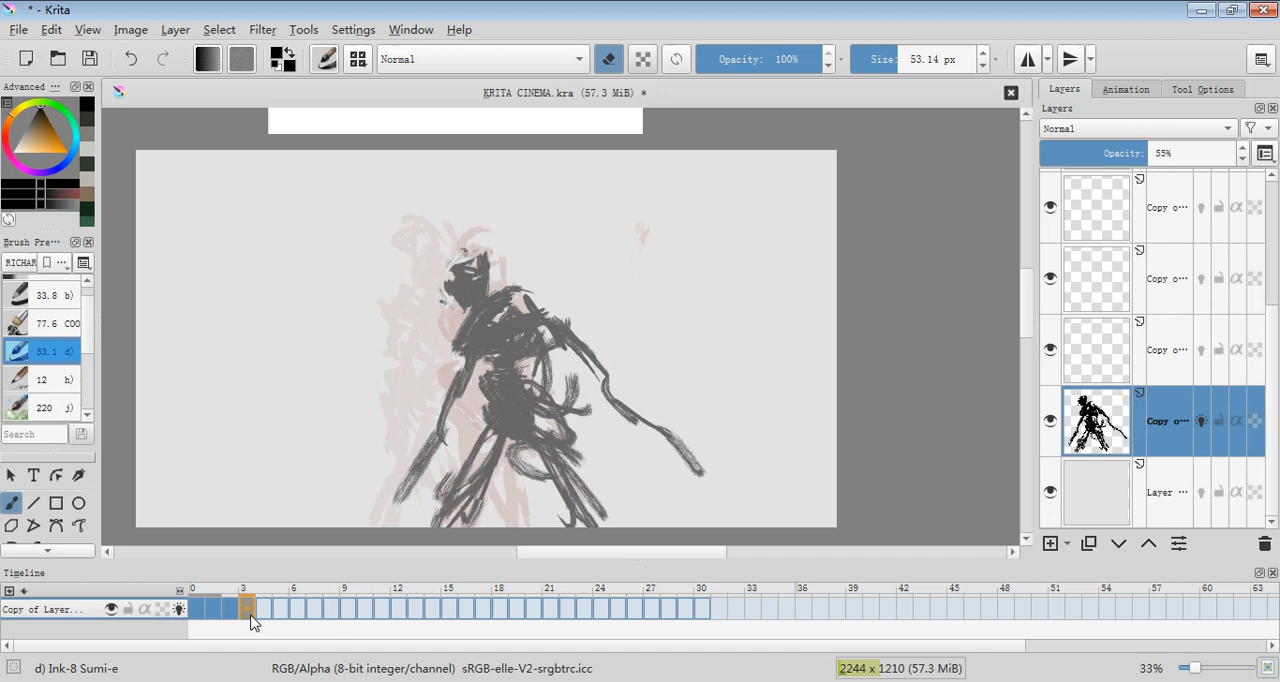 * - Krita
File Edit View Image Layer Select Filter Tools Settings Window Help
Normal Opacity: 100% Size: 53.14 px
Advanced ···
KRITA CINEMA.kra (57.3 MiB) *
Layers Animation Tool Options
Layers
Normal
Opacity: 55%
Copy o···
Copy o···
Copy o···
Copy o···
Layer ···
Brush Pre···
RICHAR
33.8 b)
77.6 COO
53.1 d)
12 h)
220 j)
Search
Timeline
0 3 6 9 12 15 18 21 24 27 30 33 36 39 42 45 48 51 54 57 60 63
Copy of Layer...
d) Ink-8 Sumi-e RGB/Alpha (8-bit integer/channel) sRGB-elle-V2-srgbtrc.icc 2244 x 1210 (57.3 MiB) 33%